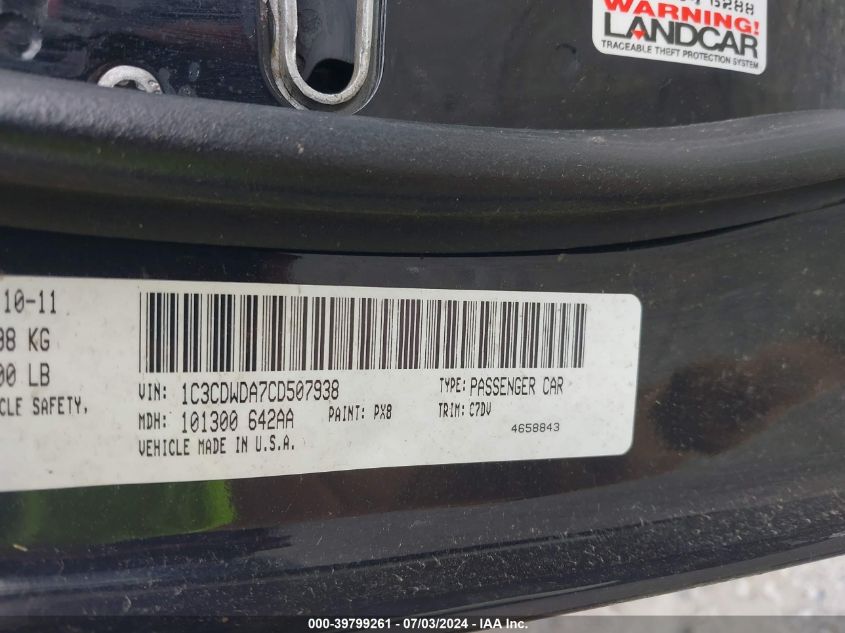 WARNING!
LANDCAR
TRACEABLE THEFT PROTECTION SYSTEM
10-11
KG
LB
SAFETY,
VIN: 1C3CDWDA7CD507938 TYPE: PASSENGER CAR
MDH: 101300 642AA PAINT: PX8 TRIM: C7DV
VEHICLE MADE IN U.S.A. 4658843
000-39799261 - 07/03/2024 - IAA Inc.